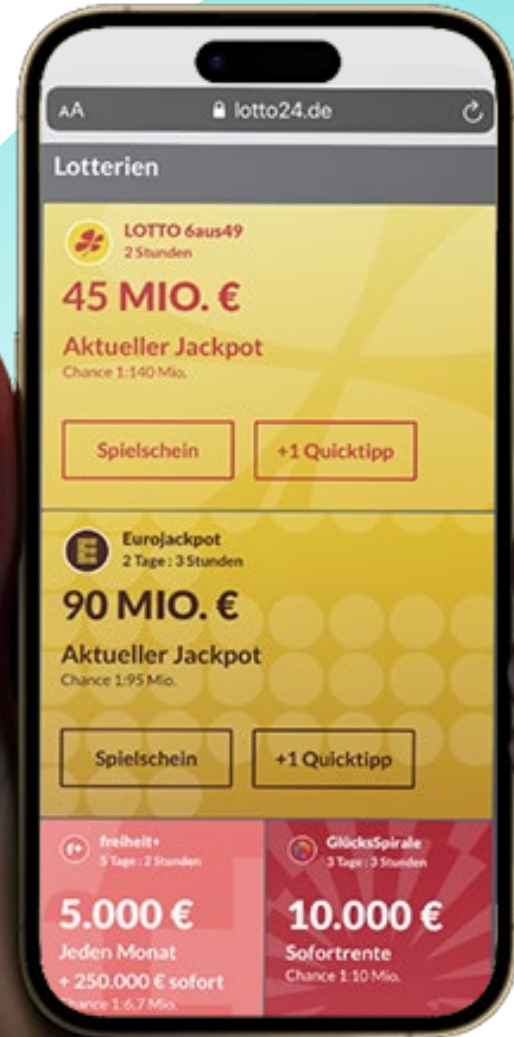 AA lotto24.de
Lotterien
LOTTO 6aus49
2 Stunden
45 MIO. €
Aktueller Jackpot
Chance 1:140 Mio.
Spielschein
+1 Quicktipp
Eurojackpot
2 Tage : 3 Stunden
90 MIO. €
Aktueller Jackpot
Chance 1:95 Mio.
Spielschein
+1 Quicktipp
f+
freiheit+
5 Tage : 2 Stunden
5.000 €
Jeden Monat
+ 250.000 € sofort
Chance 1:6,7 Mio.
GlücksSpirale
3 Tage : 3 Stunden
10.000 €
Sofortrente
Chance 1:10 Mio.